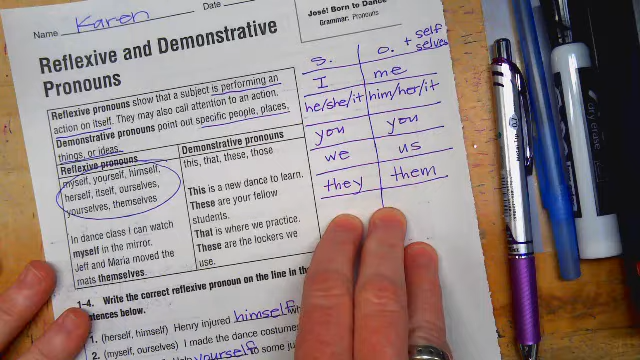 José! Born to Dance
Grammar: Pronouns
Name Karen Date
Reflexive and Demonstrative
Pronouns
Reflexive pronouns show that a subject is performing an
action on itself. They may also call attention to an action.
Demonstrative pronouns point out specific people, places,
things, or ideas.
Reflexive pronouns
myself, yourself, himself,
herself, itself, ourselves,
yourselves, themselves
In dance class I can watch
myself in the mirror.
Jeff and Maria moved the
mats themselves.
Demonstrative pronouns
this, that, these, those
This is a new dance to learn.
These are your fellow
students.
That is where we practice.
These are the lockers we
use.
s. o. + self
selves
I me
he/she/it him/her/it
you you
we us
they them
1-4. Write the correct reflexive pronoun on the line in the
sentences below.
1. (herself, himself) Henry injured himself
2. (myself, ourselves) I made the dance costumes
yourself to some
dry erase